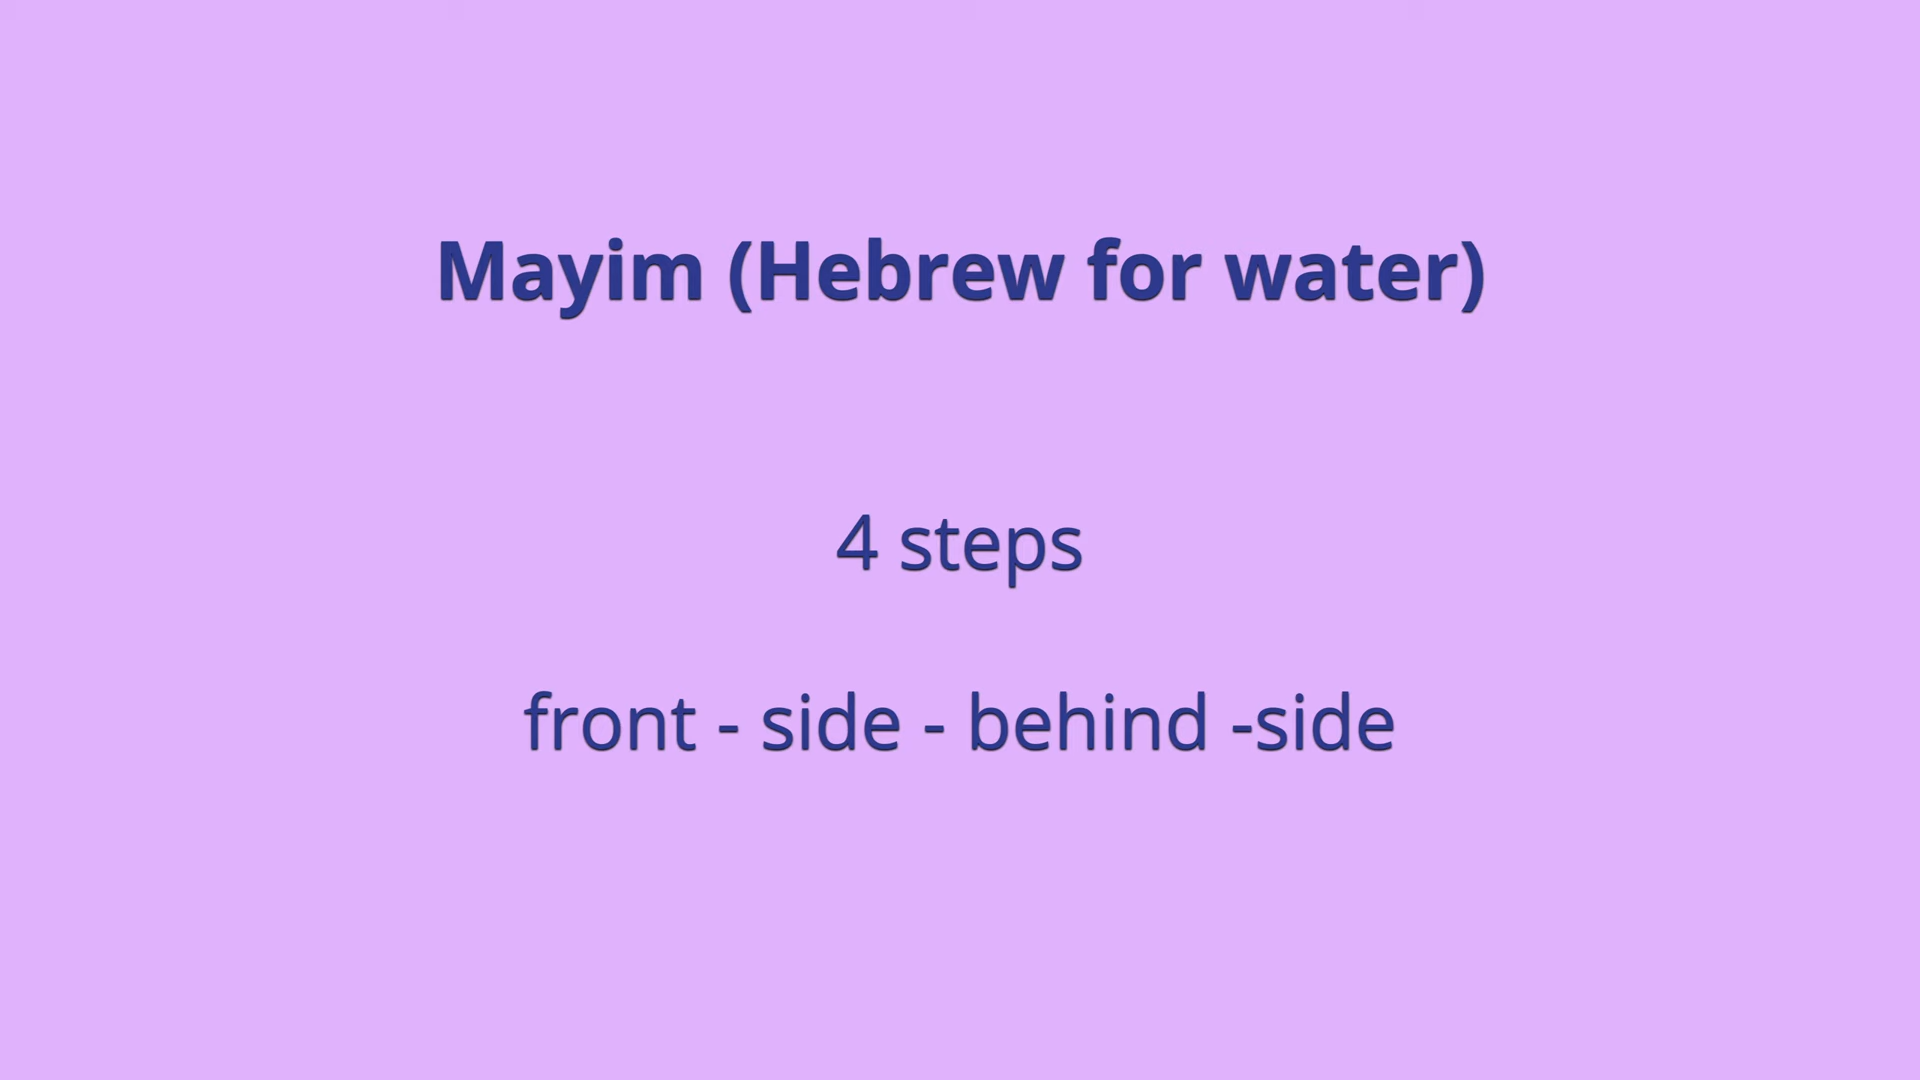 Mayim (Hebrew for water)
4 steps
front - side - behind -side